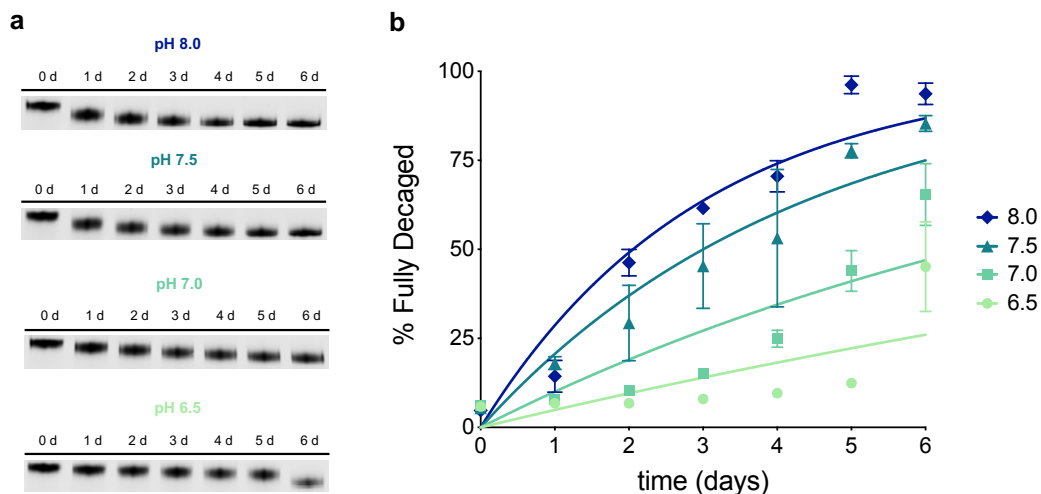 a
pH 8.0
0 d 1 d 2 d 3 d 4 d 5 d 6 d
pH 7.5
0 d 1 d 2 d 3 d 4 d 5 d 6 d
pH 7.0
0 d 1 d 2 d 3 d 4 d 5 d 6 d
pH 6.5
0 d 1 d 2 d 3 d 4 d 5 d 6 d
b
% Fully Decaged
100
75
50
25
0
0 1 2 3 4 5 6
time (days)
8.0
7.5
7.0
6.5